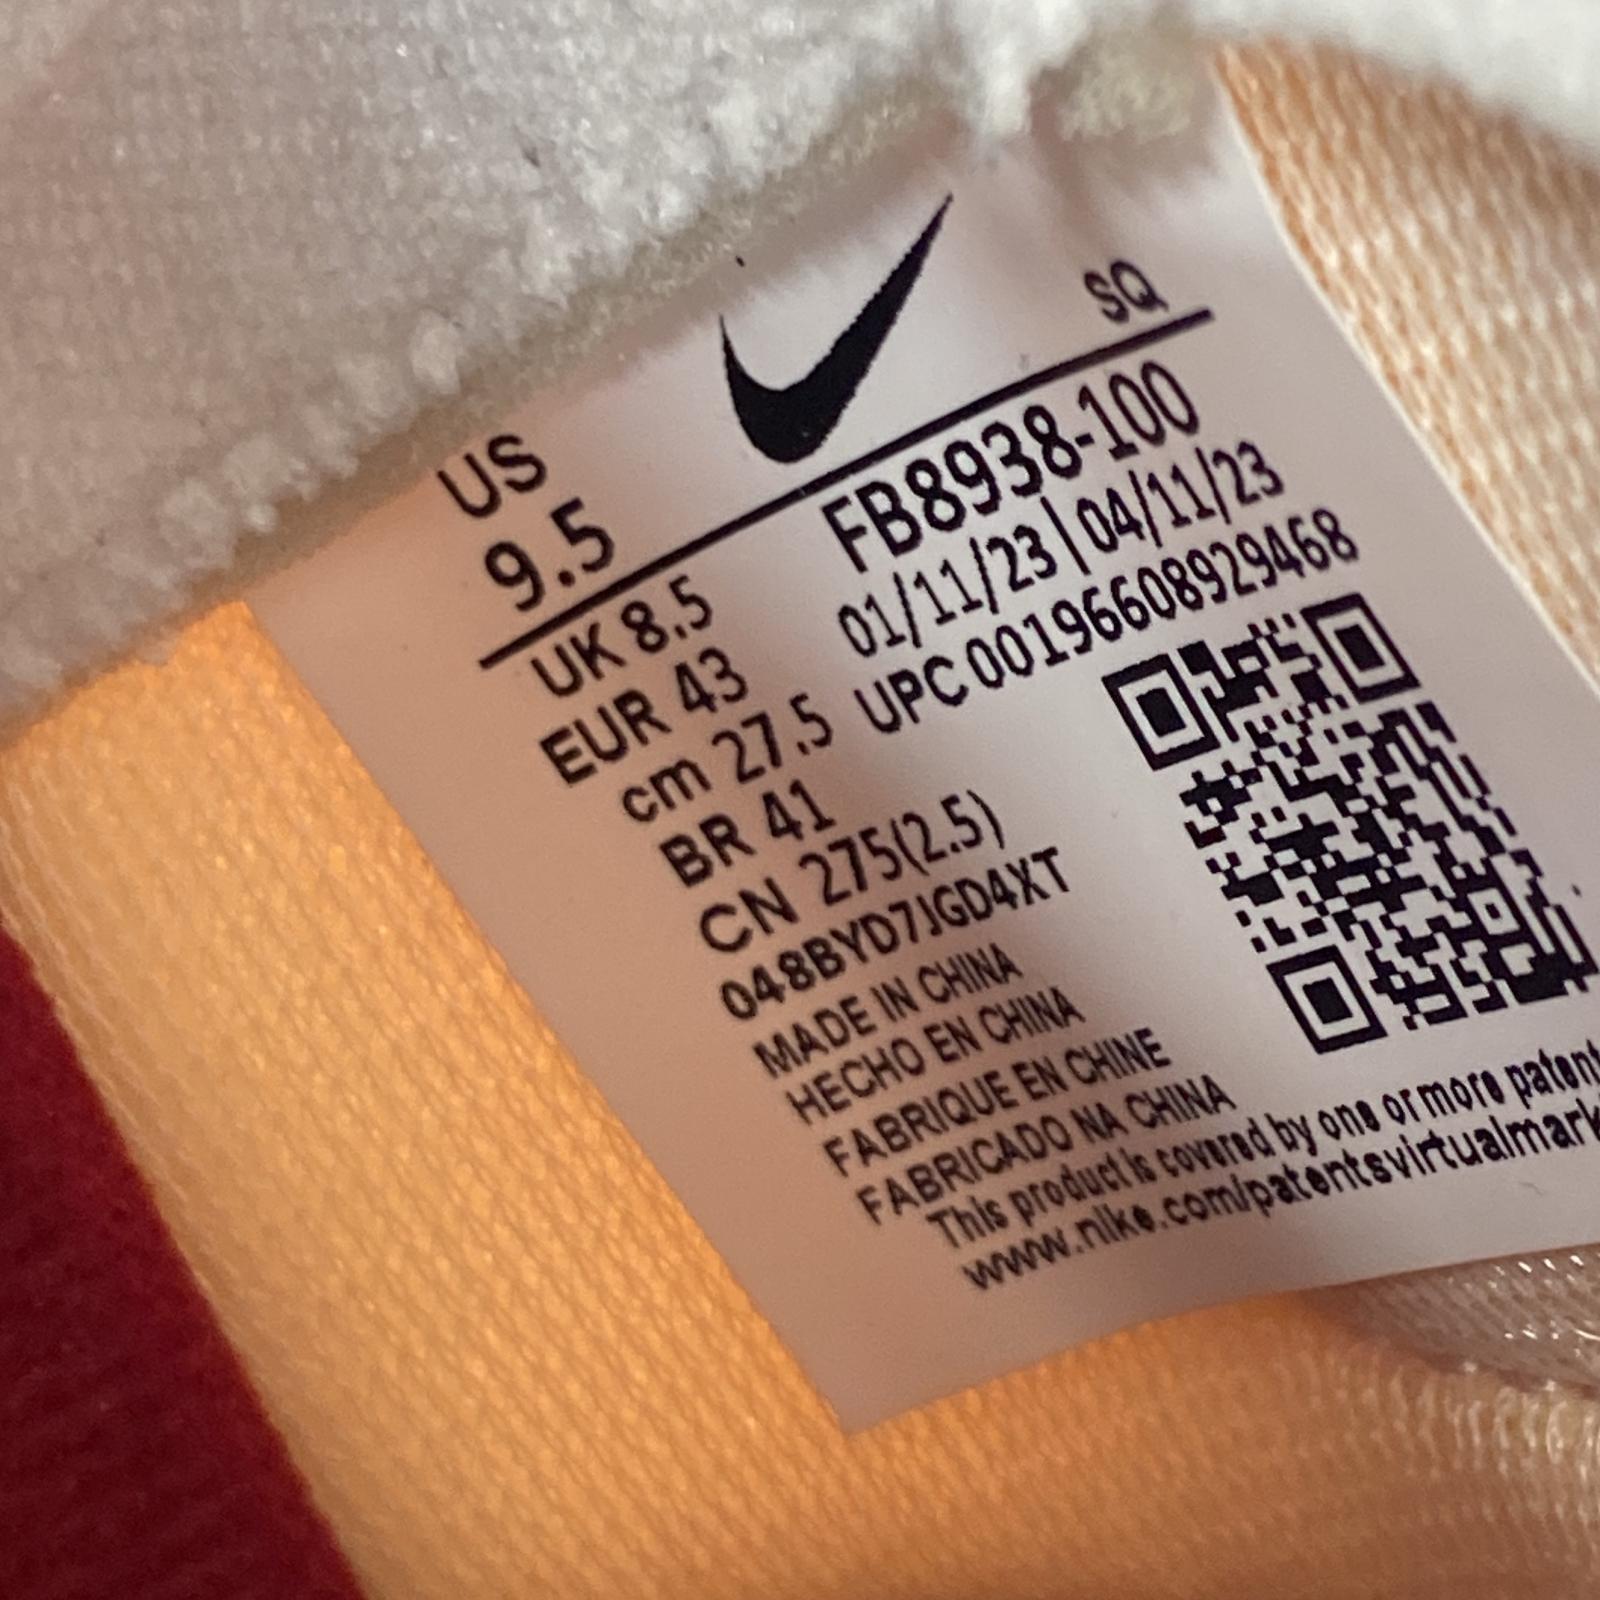 SQ
US
9.5
FB8938-100
01/11/23 | 04/11/23
UPC 00196608929468
UK 8.5
EUR 43
cm 27.5
BR 41
CN 275(2.5)
048BYD7JGD4XT
MADE IN CHINA
HECHO EN CHINA
FABRIQUE EN CHINE
FABRICADO NA CHINA
This product is covered by one or more patent
www.nike.com/patentsvirtualmark